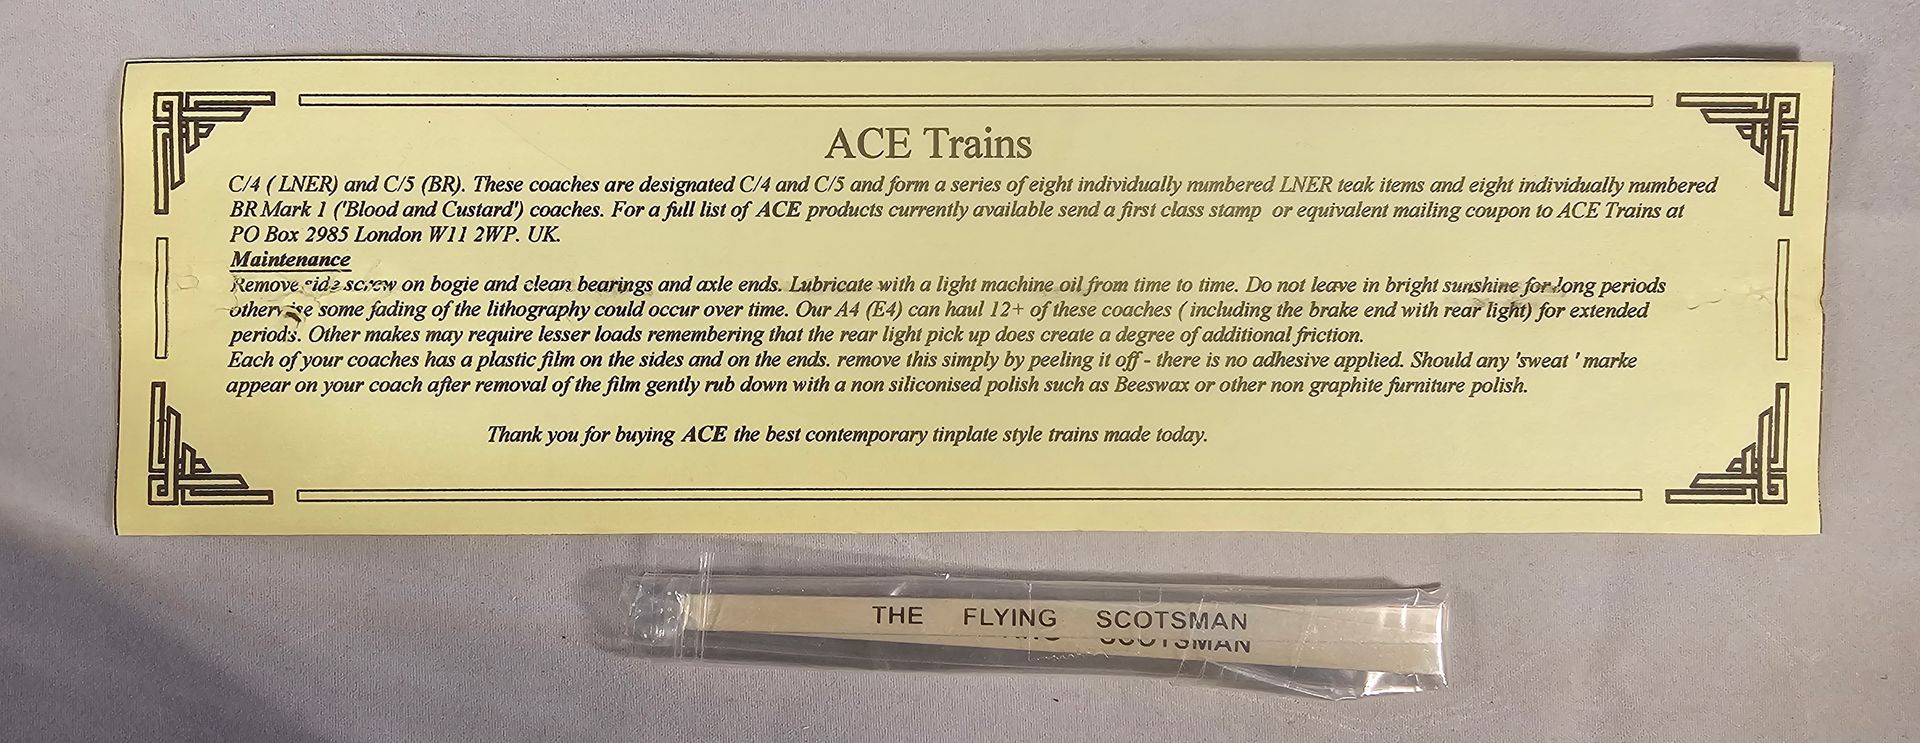 ACE Trains
C/4 ( LNER) and C/5 (BR). These coaches are designated C/4 and C/5 and form a series of eight individually numbered LNER teak items and eight individually numbered
BR Mark 1 ('Blood and Custard') coaches. For a full list of ACE products currently available send a first class stamp or equivalent mailing coupon to ACE Trains at
PO Box 2985 London W11 2WP. UK.
Maintenance
Remove side screw on bogie and clean bearings and axle ends. Lubricate with a light machine oil from time to time. Do not leave in bright sunshine for long periods
otherwise some fading of the lithography could occur over time. Our A4 (E4) can haul 12+ of these coaches ( including the brake end with rear light) for extended
periods. Other makes may require lesser loads remembering that the rear light pick up does create a degree of additional friction.
Each of your coaches has a plastic film on the sides and on the ends. remove this simply by peeling it off - there is no adhesive applied. Should any 'sweat ' marke
appear on your coach after removal of the film gently rub down with a non siliconised polish such as Beeswax or other non graphite furniture polish.
Thank you for buying ACE the best contemporary tinplate style trains made today.
THE FLYING SCOTSMAN
SCOTSMAN